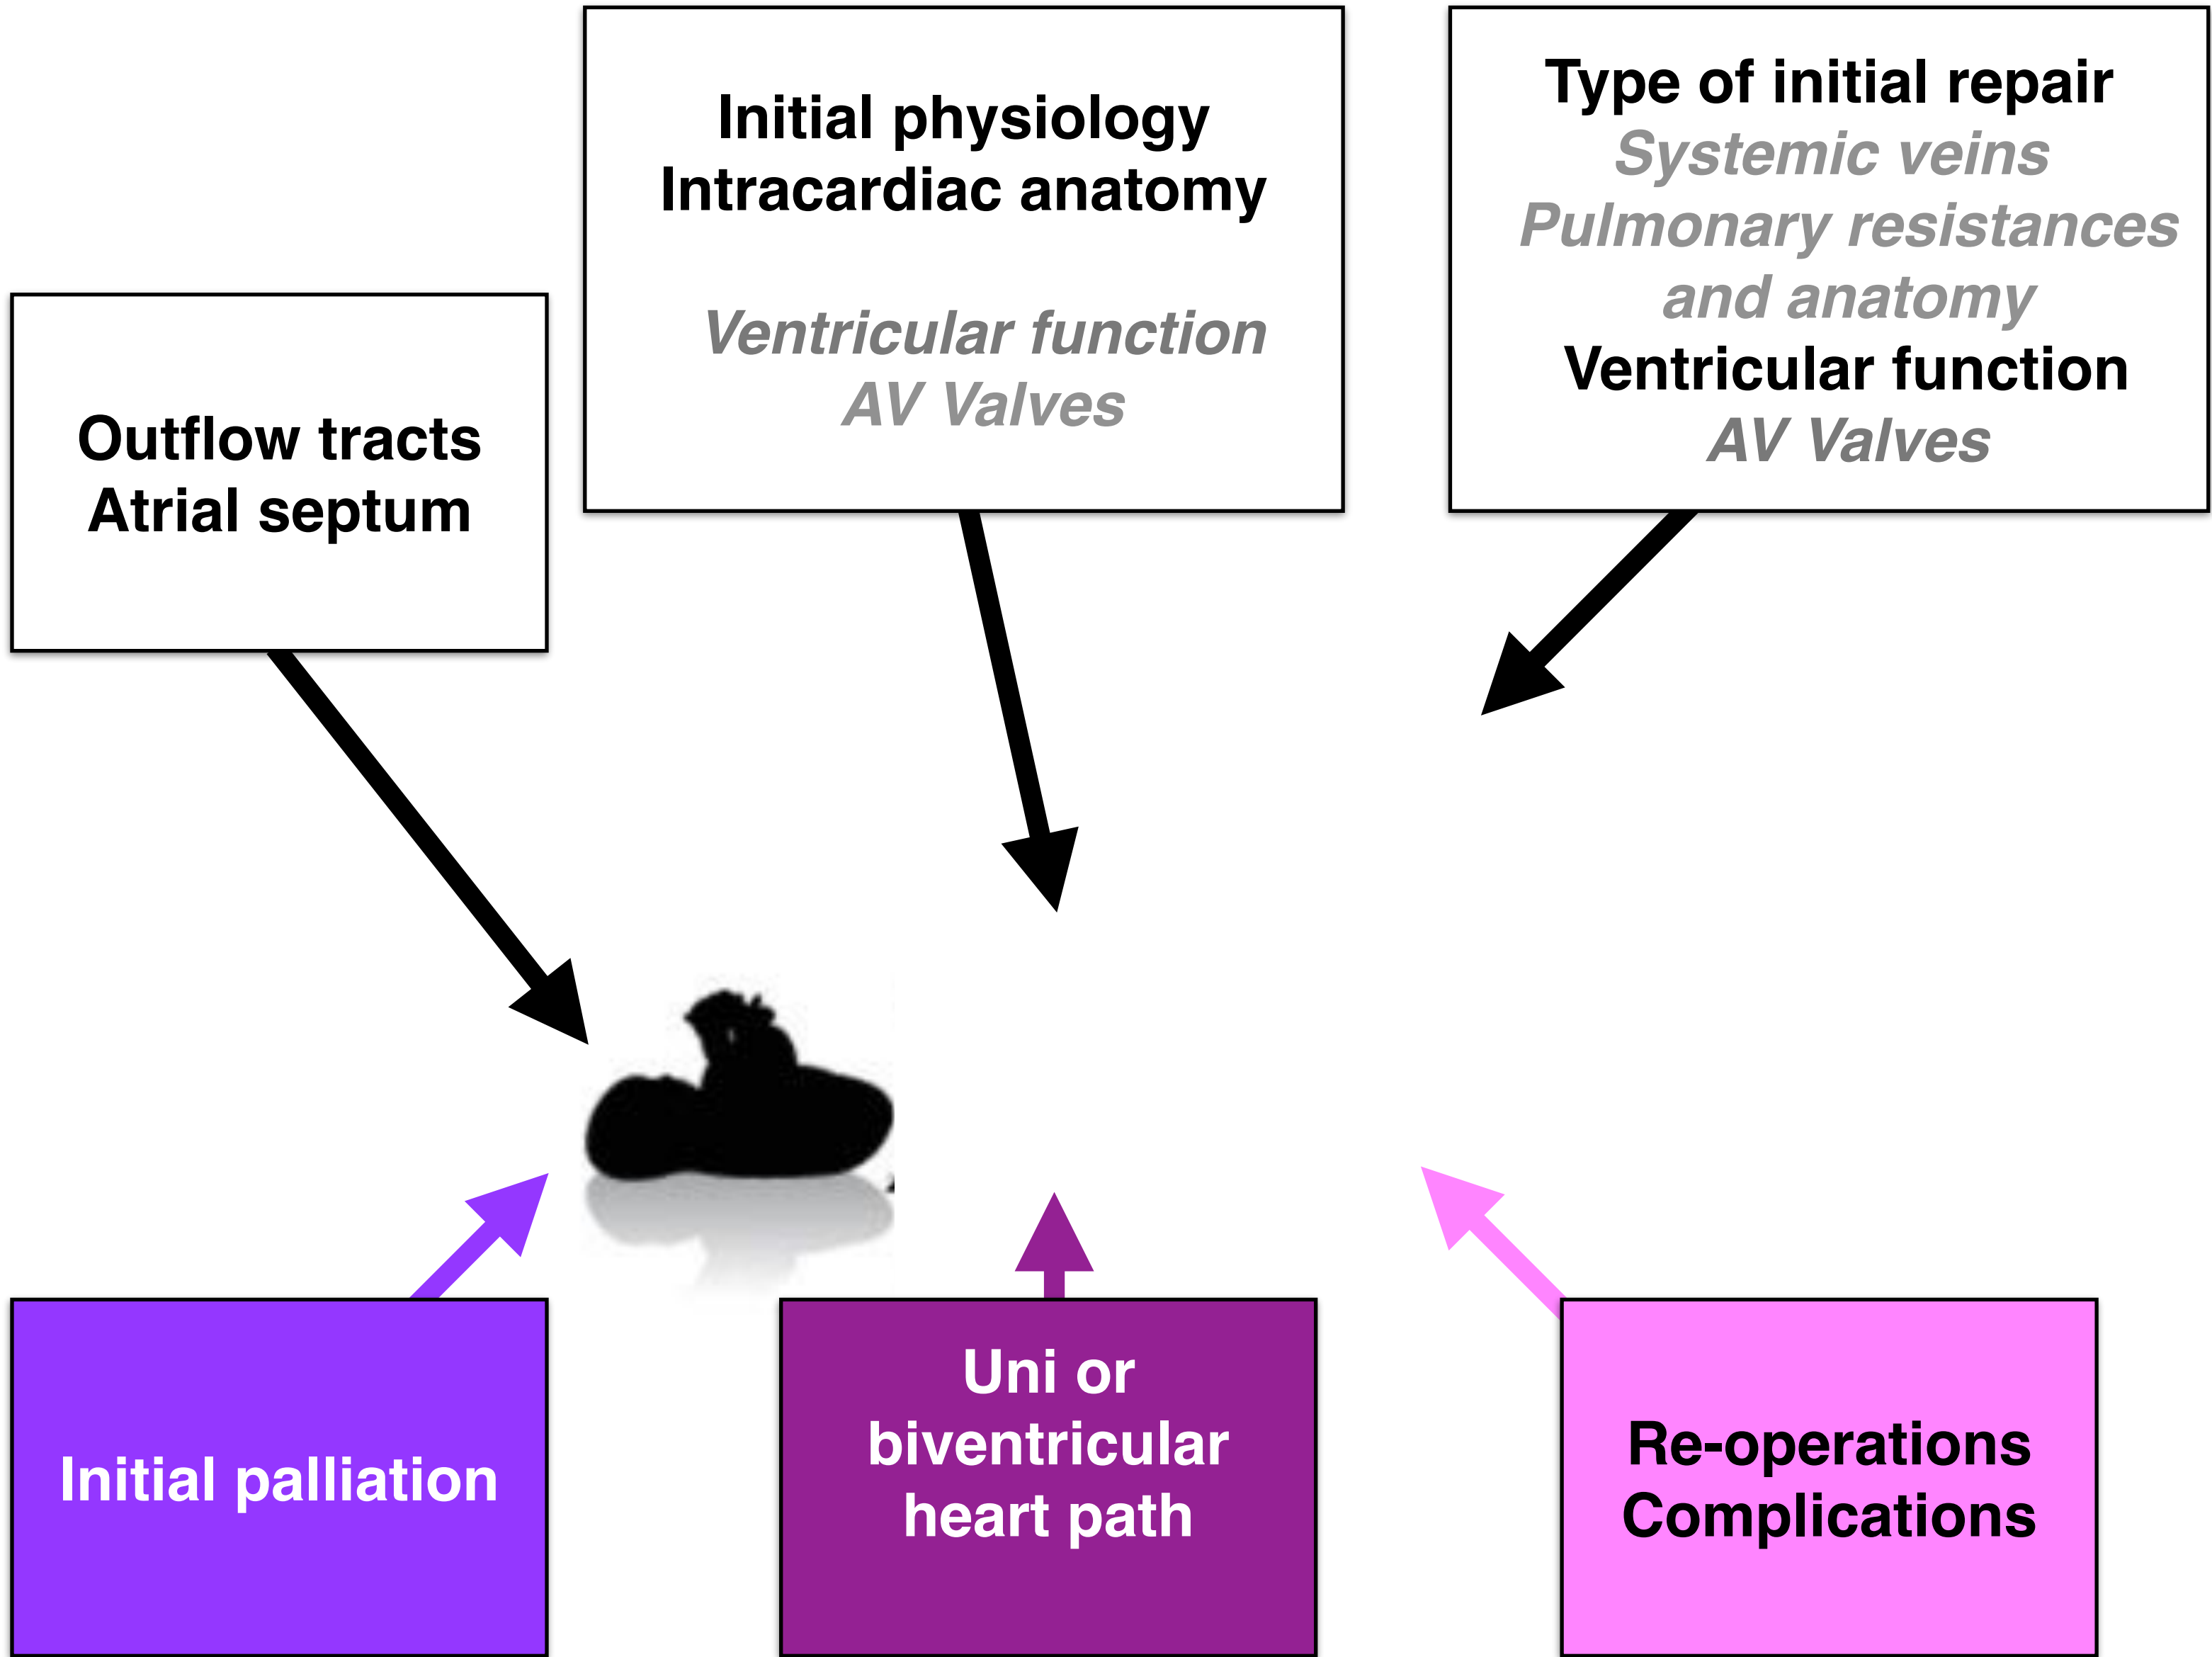 Outflow tracts
Atrial septum
Initial physiology
Intracardiac anatomy
Ventricular function
AV Valves
Type of initial repair
Systemic veins
Pulmonary resistances
and anatomy
Ventricular function
AV Valves
Initial palliation
Uni or
biventricular
heart path
Re-operations
Complications